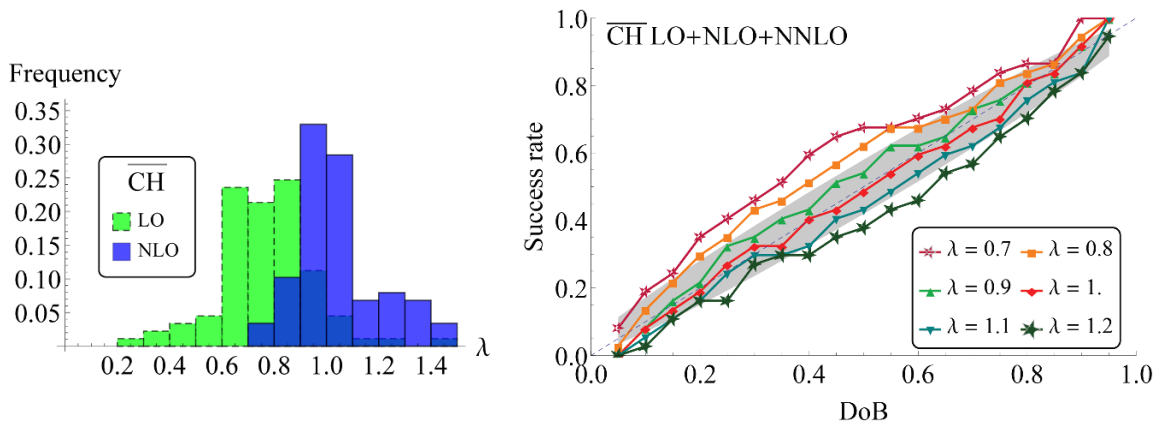 Frequency
0.35
0.30
0.25
0.20
0.15
0.10
0.05
0.2 0.4 0.6 0.8 1.0 1.2 1.4
λ
C̅H̅
LO
NLO
C̅H̅ LO+NLO+NNLO
Success rate
1.0
0.8
0.6
0.4
0.2
0.0
0.0 0.2 0.4 0.6 0.8 1.0
DoB
λ = 0.7 λ = 0.8
λ = 0.9 λ = 1.
λ = 1.1 λ = 1.2